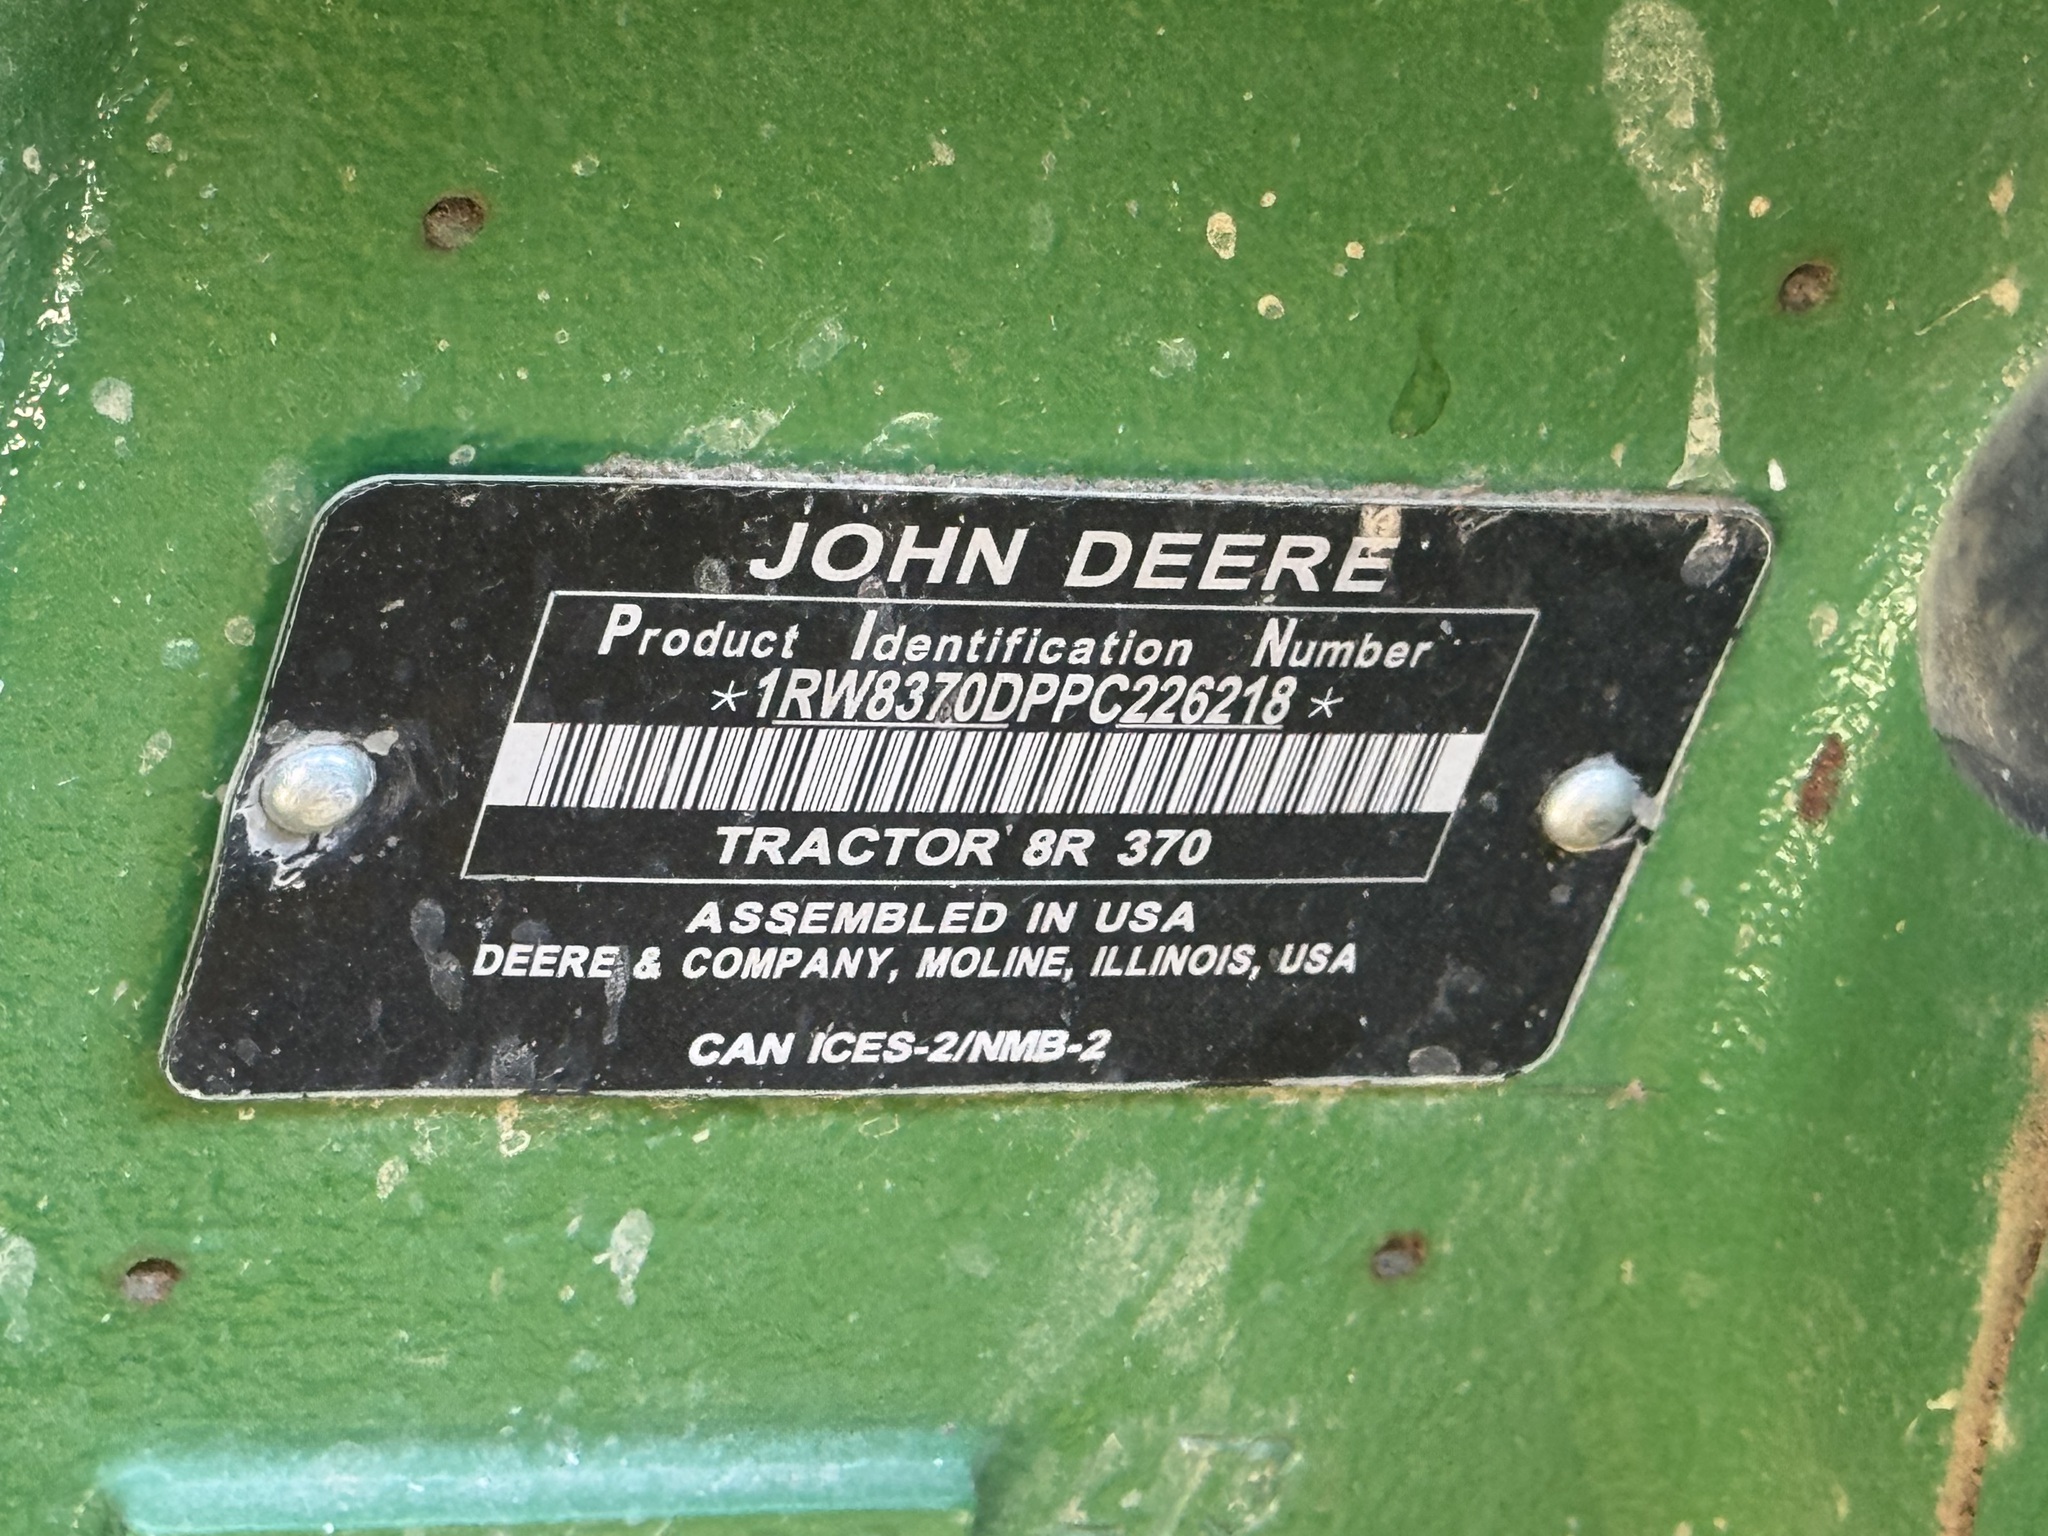 JOHN DEERE
Product Identification Number
*1RW8370DPPC226218*
TRACTOR 8R 370
ASSEMBLED IN USA
DEERE & COMPANY, MOLINE, ILLINOIS, USA
CAN ICES-2/NMB-2